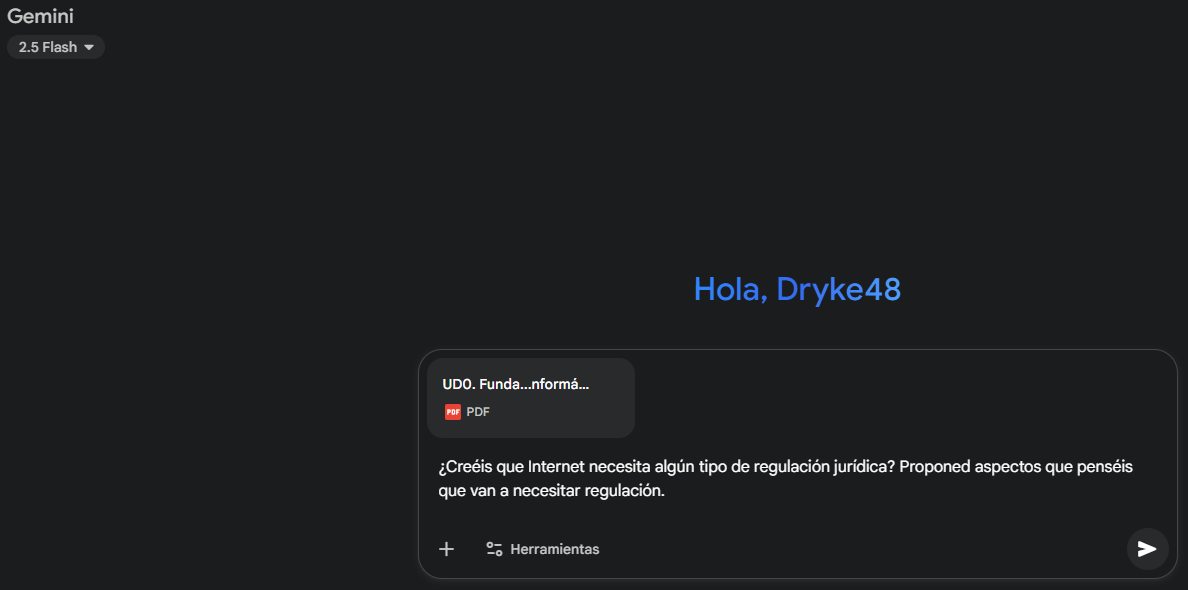 Gemini
2.5 Flash
Hola, Dryke48
UD0. Funda...nformá...
PDF PDF
¿Creéis que Internet necesita algún tipo de regulación jurídica? Proponed aspectos que penséis
que van a necesitar regulación.
Herramientas